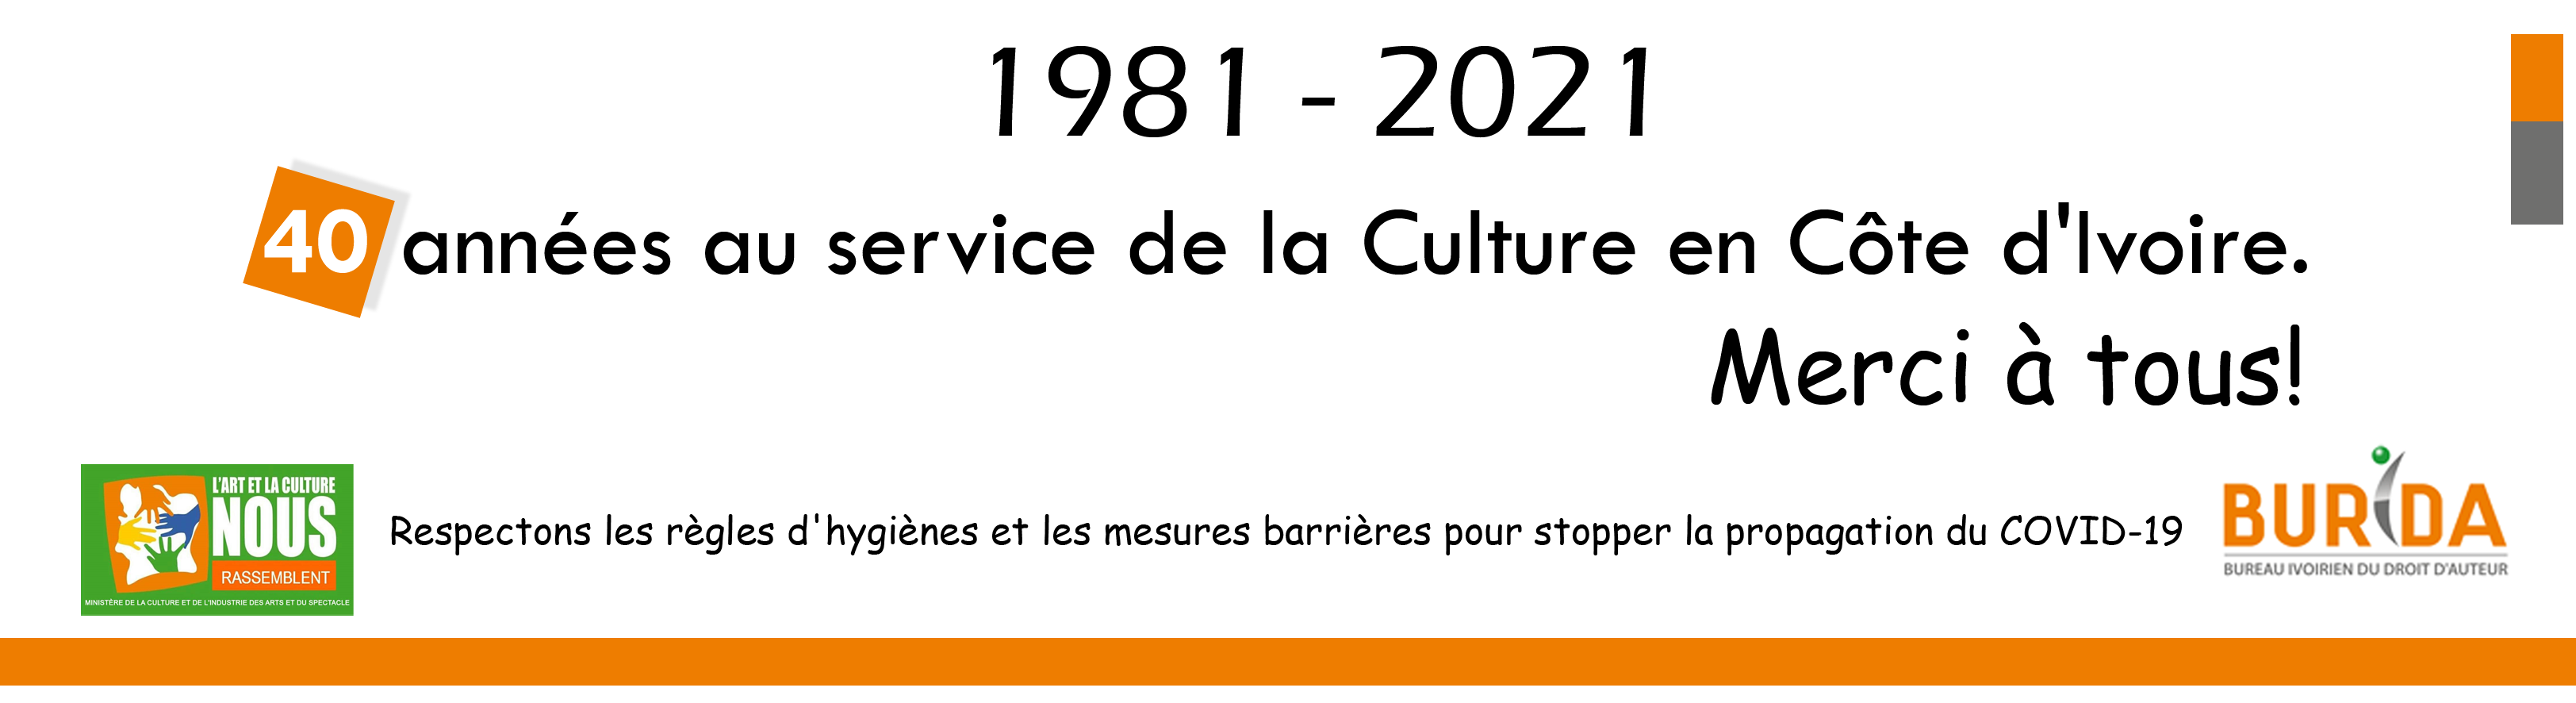 1981 - 2021
40 années au service de la Culture en Côte d'Ivoire.
Merci à tous!
L'ART ET LA CULTURE
NOUS
RASSEMBLENT
MINISTÈRE DE LA CULTURE ET DE L'INDUSTRIE DES ARTS ET DU SPECTACLE
Respectons les règles d'hygiènes et les mesures barrières pour stopper la propagation du COVID-19
BURIDA
BUREAU IVOIRIEN DU DROIT D'AUTEUR